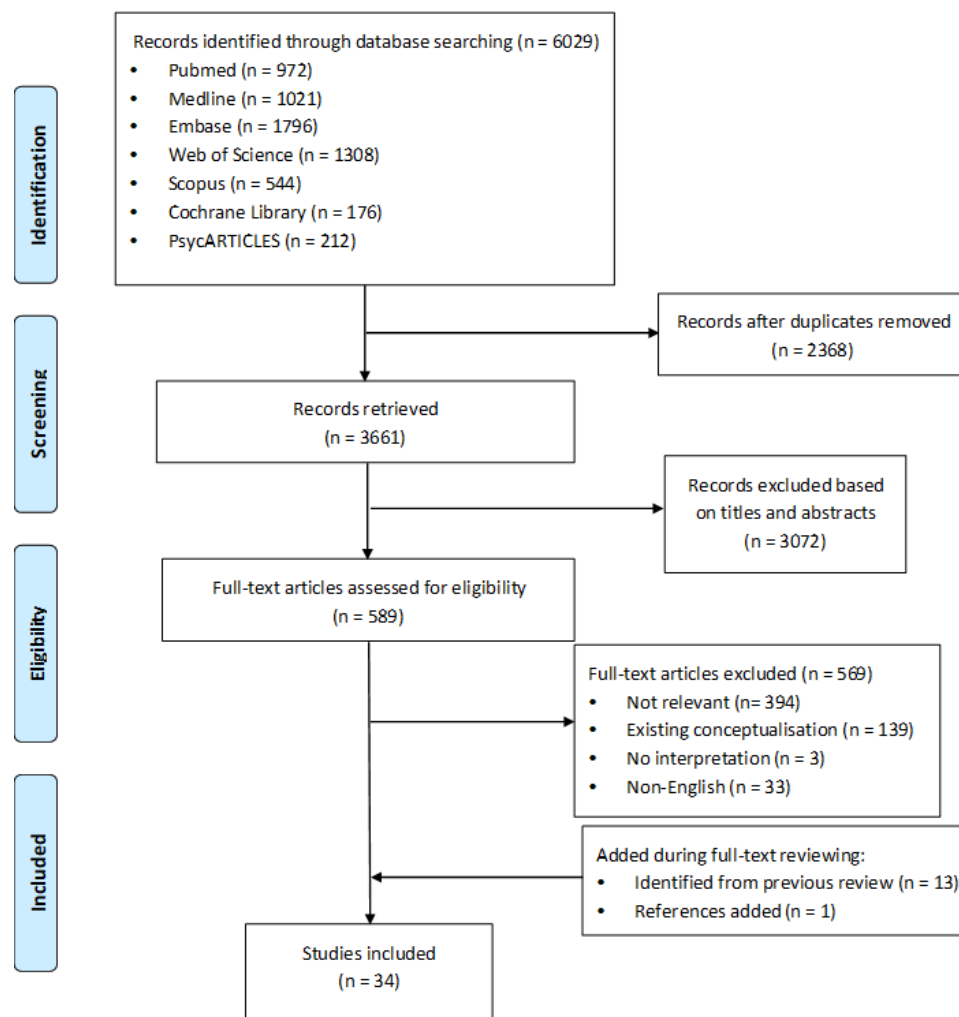 Records identified through database searching (n = 6029)
• Pubmed (n = 972)
• Medline (n = 1021)
• Embase (n = 1796)
• Web of Science (n = 1308)
• Scopus (n = 544)
• Cochrane Library (n = 176)
• PsycARTICLES (n = 212)
Identification
Records after duplicates removed
(n = 2368)
Screening
Records retrieved
(n = 3661)
Records excluded based
on titles and abstracts
(n = 3072)
Eligibility
Full-text articles assessed for eligibility
(n = 589)
Full-text articles excluded (n = 569)
• Not relevant (n= 394)
• Existing conceptualisation (n = 139)
• No interpretation (n = 3)
• Non-English (n = 33)
Included
Added during full-text reviewing:
• Identified from previous review (n = 13)
• References added (n = 1)
Studies included
(n = 34)